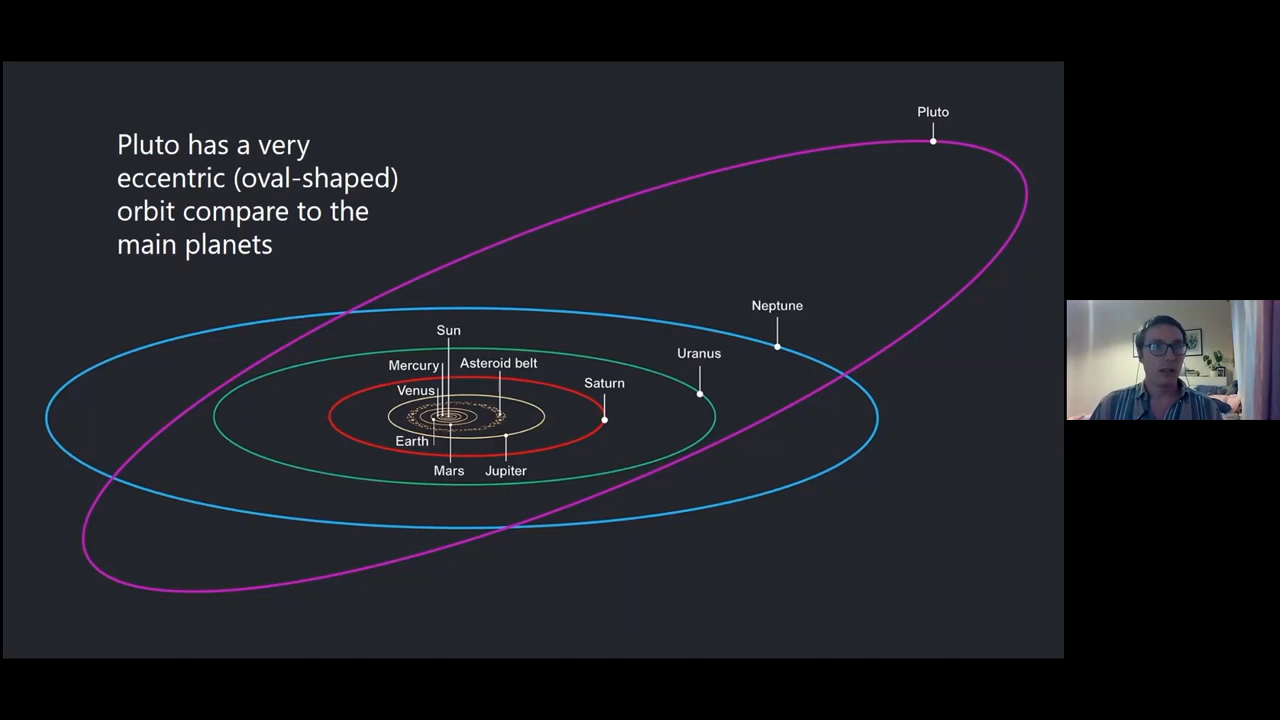 Pluto
Pluto has a very
eccentric (oval-shaped)
orbit compare to the
main planets
Neptune
Sun
Uranus
Mercury
Asteroid belt
Saturn
Venus
Earth
Mars
Jupiter